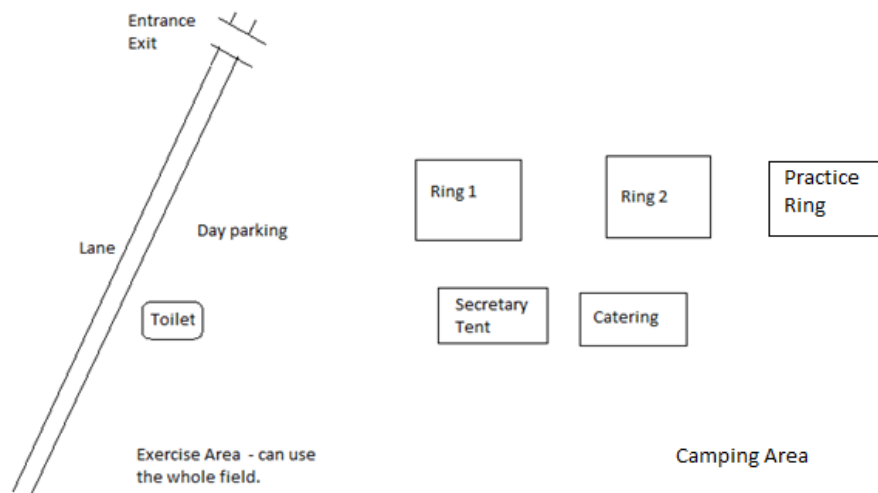 Entrance
Exit
Ring 1
Ring 2
Practice
Ring
Day parking
Lane
Toilet
Secretary
Tent
Catering
Exercise Area - can use
the whole field.
Camping Area